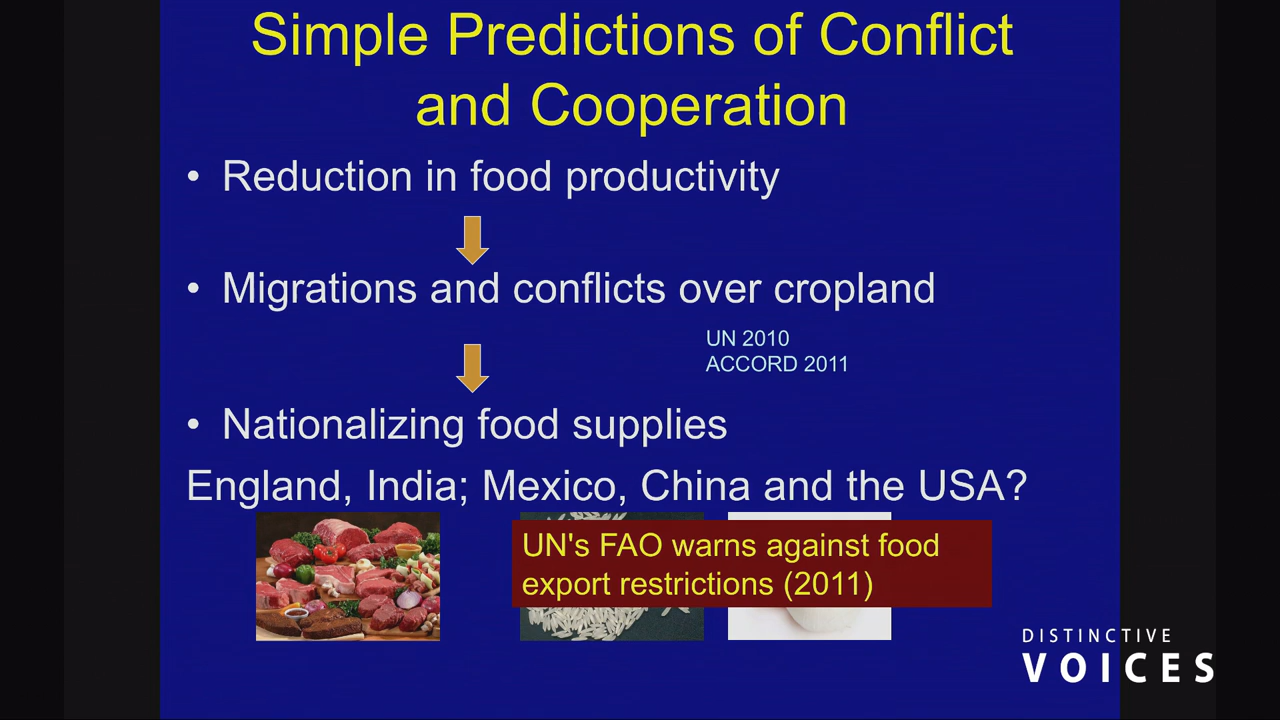 Simple Predictions of Conflict
and Cooperation
• Reduction in food productivity
• Migrations and conflicts over cropland
UN 2010
ACCORD 2011
• Nationalizing food supplies
England, India; Mexico, China and the USA?
UN's FAO warns against food
export restrictions (2011)
DISTINCTIVE
VOICES